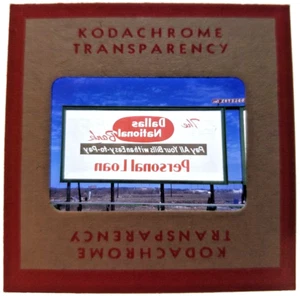 KODACHROME
TRANSPARENCY
The Dallas
National Bank
Pay All Your Bills with an Easy-to-Pay
Personal Loan
TRANSPARENCY
KODACHROME